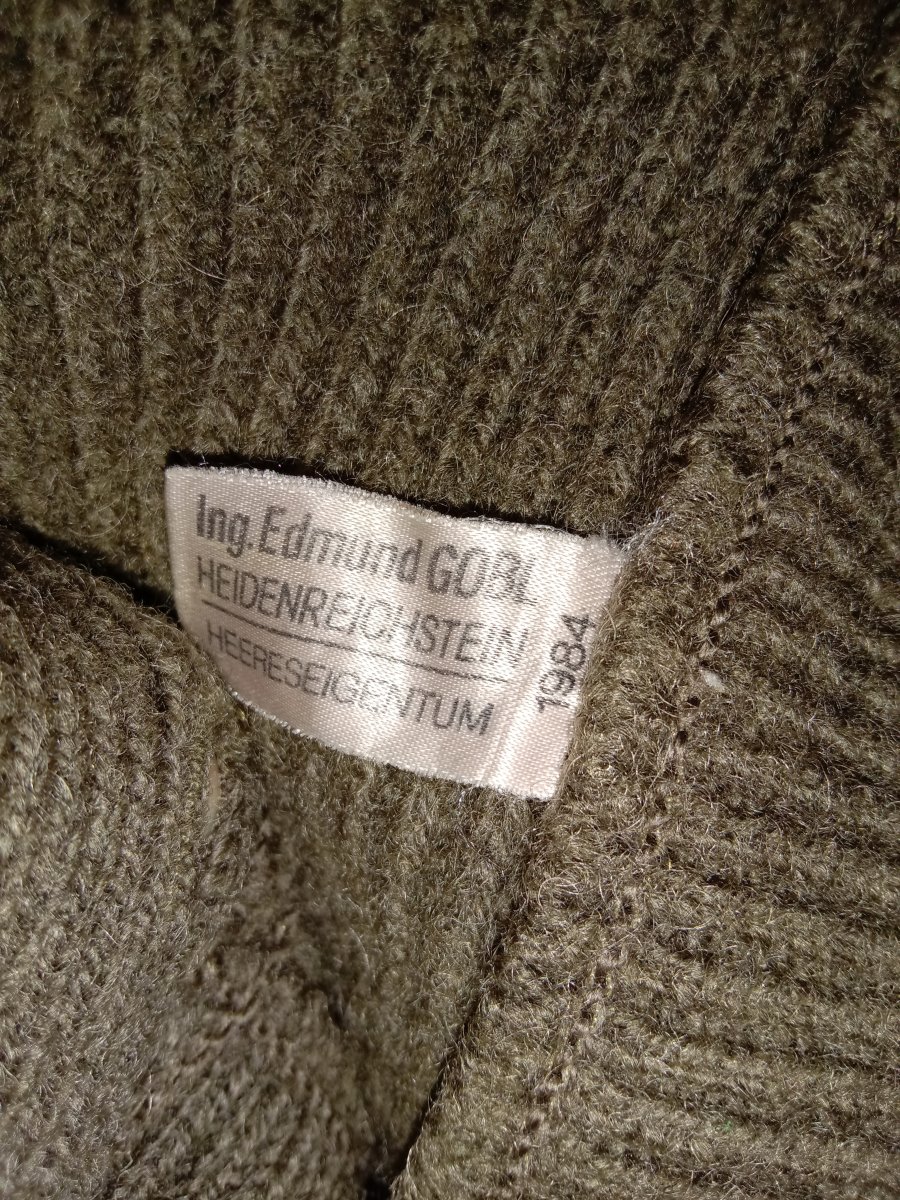 Ing. Edmund GOBL
HEIDENREICHSTEIN
HEERESEIGENTUM
1984